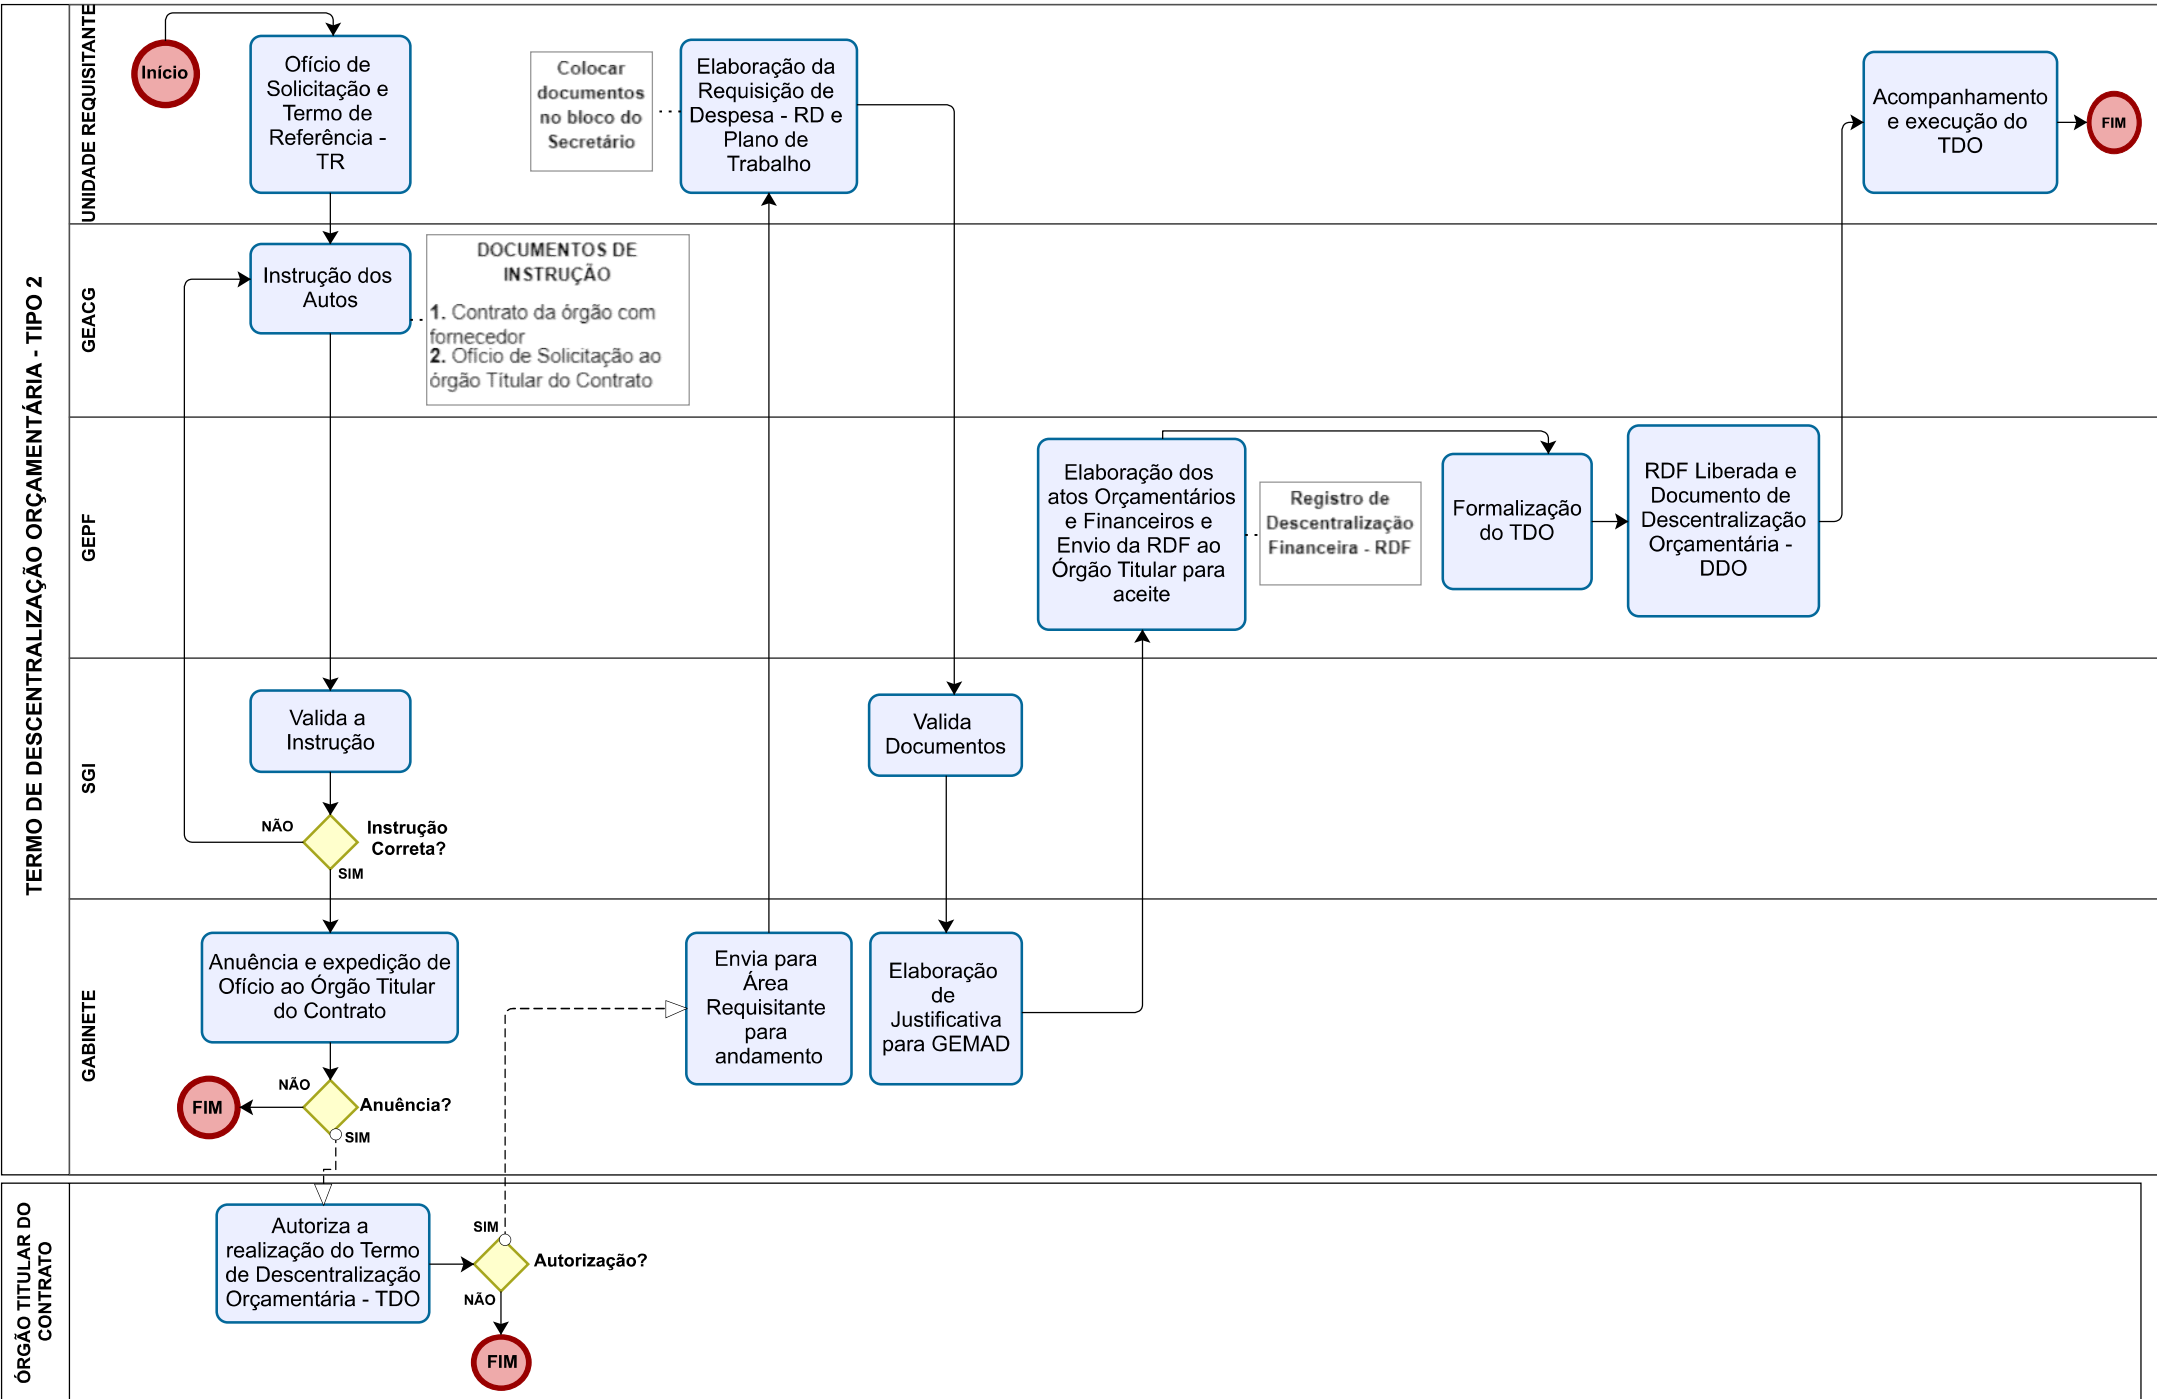 TERMO DE DESCENTRALIZAÇÃO ORÇAMENTÁRIA - TIPO 2
UNIDADE REQUISITANTE
Início
Ofício de
Solicitação e
Termo de
Referência -
TR
Colocar
documentos
no bloco do
Secretário
Elaboração da
Requisição de
Despesa - RD e
Plano de
Trabalho
Acompanhamento
e execução do
TDO
FIM
GEACG
Instrução dos
Autos
DOCUMENTOS DE
INSTRUÇÃO
1. Contrato da órgão com
fornecedor
2. Ofício de Solicitação ao
órgão Títular do Contrato
GEPF
Elaboração dos
atos Orçamentários
e Financeiros e
Envio da RDF ao
Órgão Titular para
aceite
Registro de
Descentralização
Financeira - RDF
Formalização
do TDO
RDF Liberada e
Documento de
Descentralização
Orçamentária -
DDO
SGI
Valida a
Instrução
NÃO
Instrução
Correta?
SIM
Valida
Documentos
GABINETE
Anuência e expedição de
Ofício ao Órgão Titular
do Contrato
NÃO
Anuência?
FIM
SIM
Envia para
Área
Requisitante
para
andamento
Elaboração
de
Justificativa
para GEMAD
ÓRGÃO TITULAR DO
CONTRATO
Autoriza a
realização do Termo
de Descentralização
Orçamentária - TDO
SIM
Autorização?
NÃO
FIM